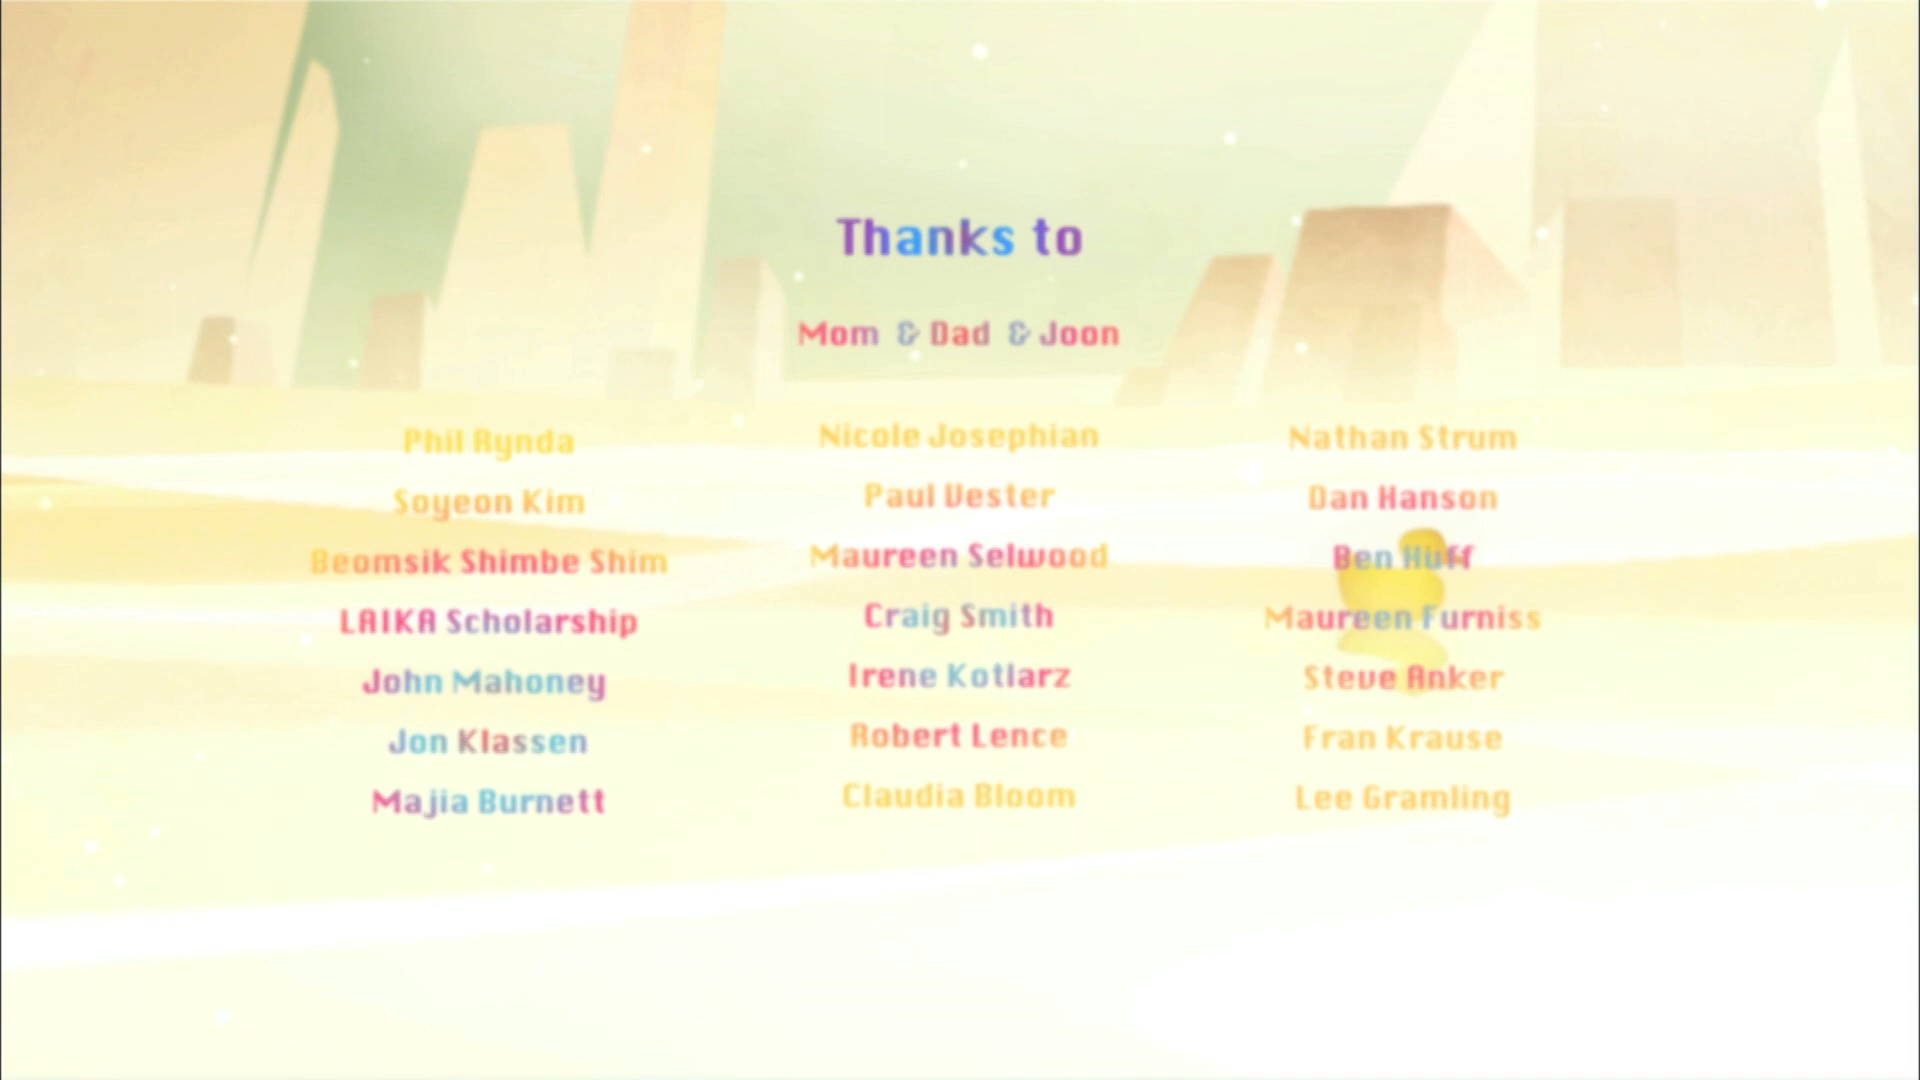 Thanks to
Mom & Dad & Joon
Phil Rynda
Soyeon Kim
Beomsik Shimbe Shim
LAIKA Scholarship
John Mahoney
Jon Klassen
Majia Burnett
Nicole Josephian
Paul Vester
Maureen Selwood
Craig Smith
Irene Kotlarz
Robert Lence
Claudia Bloom
Nathan Strum
Dan Hanson
Ben Huff
Maureen Furniss
Steve Anker
Fran Krause
Lee Gramling